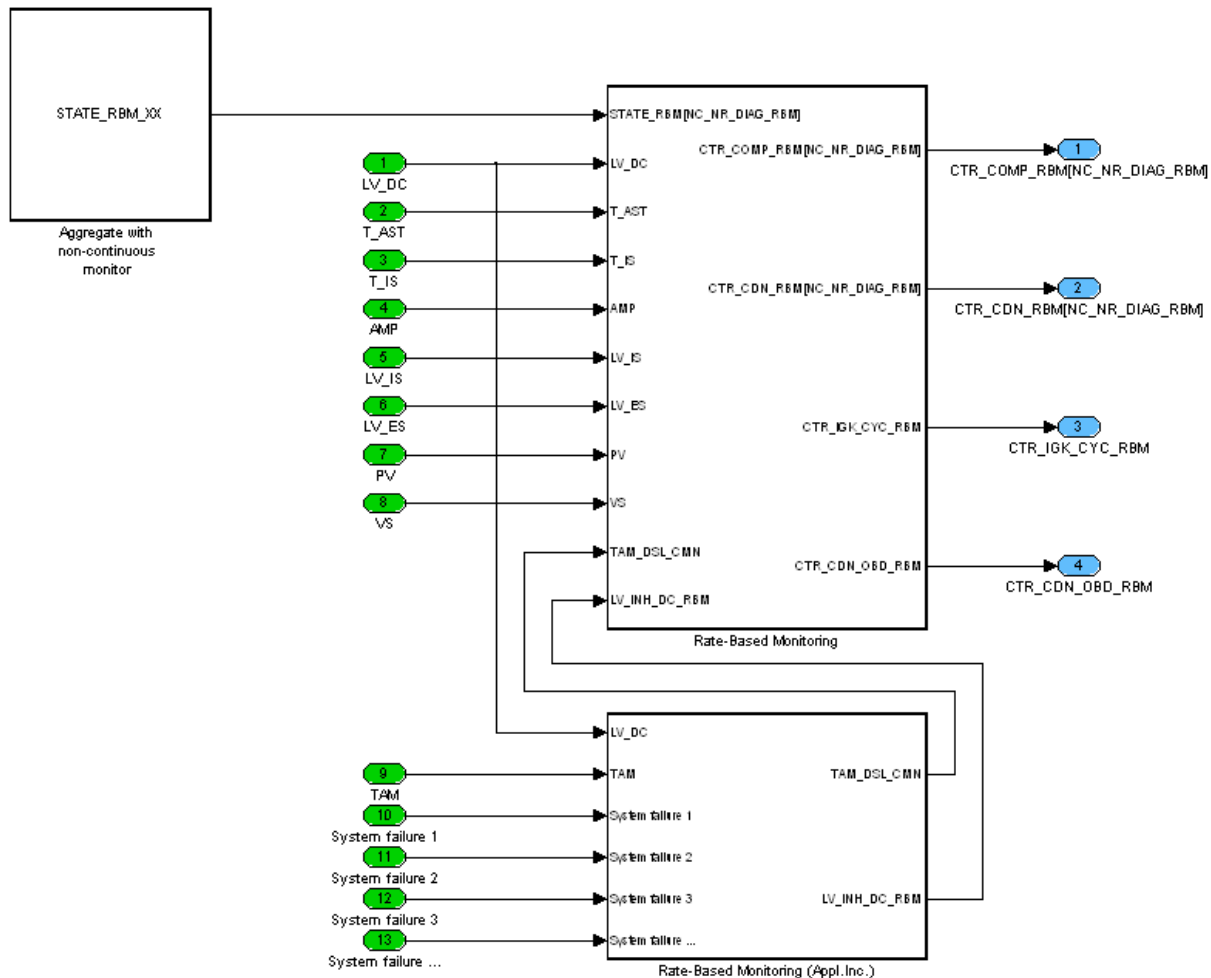 STATE_RBM_XX
Aggregate with
non-continuous
monitor
1
LV_DC
2
T_AST
3
T_IS
4
AMP
5
LV_IS
6
LV_ES
7
PV
8
VS
STATE_RBM[NC_NR_DIAG_RBM]
LV_DC
T_AST
T_IS
AMP
LV_IS
LV_ES
PV
VS
TAM_DSL_CMN
LV_INH_DC_RBM
CTR_COMP_RBM[NC_NR_DIAG_RBM]
CTR_CDN_RBM[NC_NR_DIAG_RBM]
CTR_IGK_CYC_RBM
CTR_CDN_OBD_RBM
Rate-Based Monitoring
1
CTR_COMP_RBM[NC_NR_DIAG_RBM]
2
CTR_CDN_RBM[NC_NR_DIAG_RBM]
3
CTR_IGK_CYC_RBM
4
CTR_CDN_OBD_RBM
9
TAM
10
System failure 1
11
System failure 2
12
System failure 3
13
System failure ...
LV_DC
TAM
System failure 1
System failure 2
System failure 3
System failure ...
TAM_DSL_CMN
LV_INH_DC_RBM
Rate-Based Monitoring (Appl.Inc.)